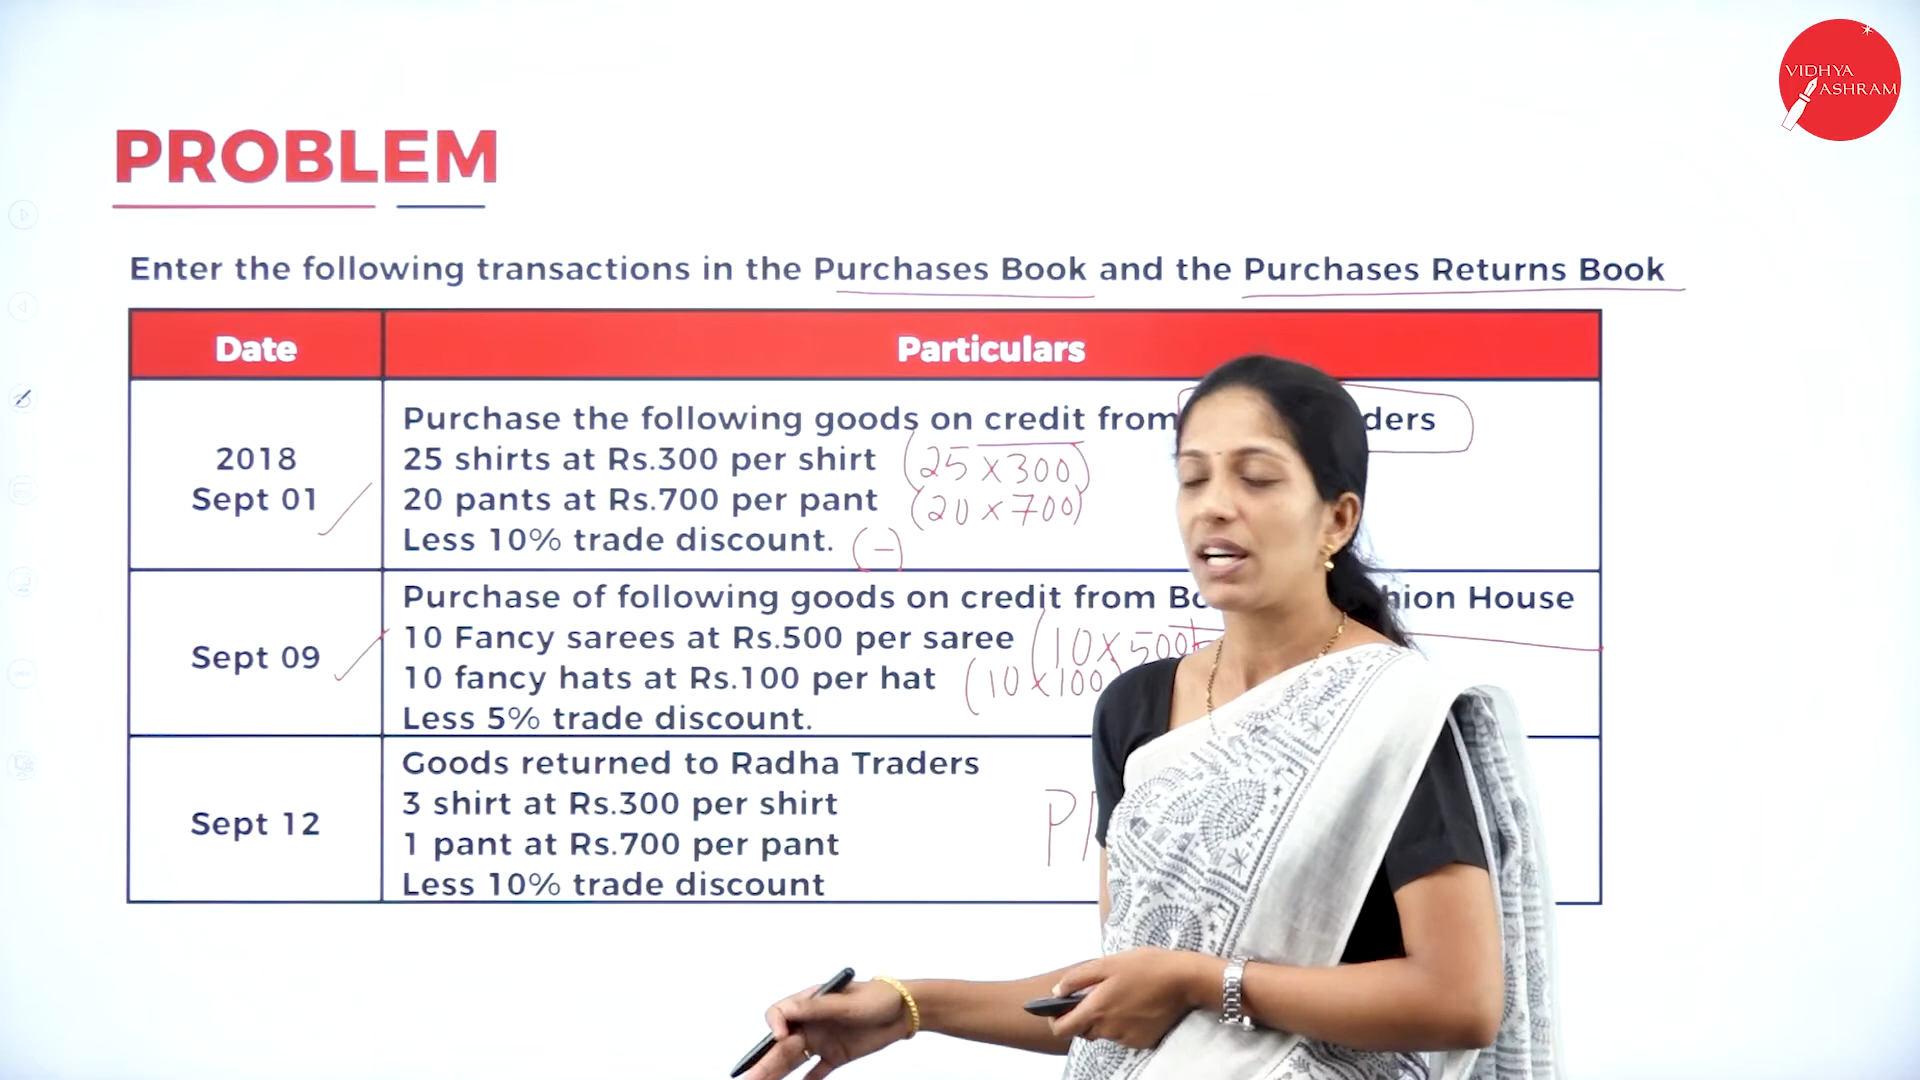 VIDHYA
ASHRAM
PROBLEM
Enter the following transactions in the Purchases Book and the Purchases Returns Book
Date Particulars
2018
Sept 01
Purchase the following goods on credit from
25 shirts at Rs.300 per shirt (25 x 300)
20 pants at Rs.700 per pant (20 x 700)
Less 10% trade discount. (-)
Sept 09
Purchase of following goods on credit from House
10 Fancy sarees at Rs.500 per saree (10 x 500
10 fancy hats at Rs.100 per hat (10 x 100
Less 5% trade discount.
Sept 12
Goods returned to Radha Traders
3 shirt at Rs.300 per shirt
1 pant at Rs.700 per pant
Less 10% trade discount